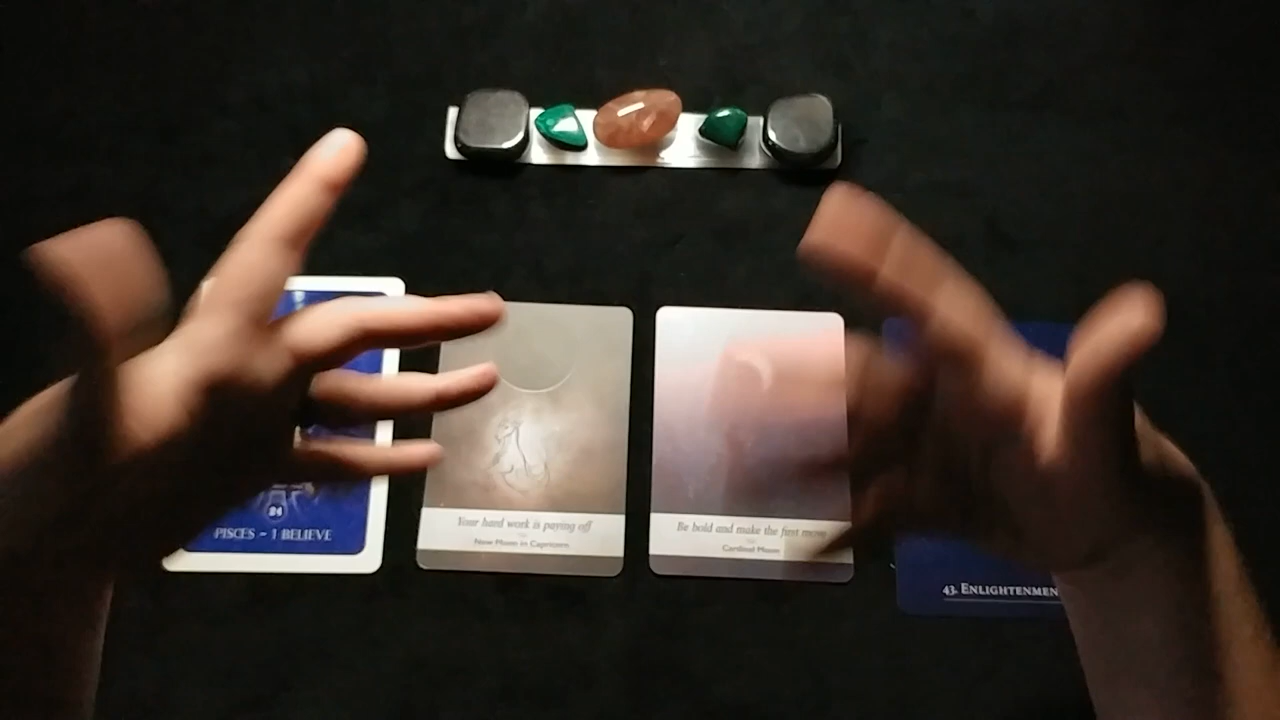 24
PISCES ~ I BELIEVE
Your hard work is paying off
New Moon in Capricorn
Be bold and make the first move
Cardinal Moon
43. ENLIGHTENMEN